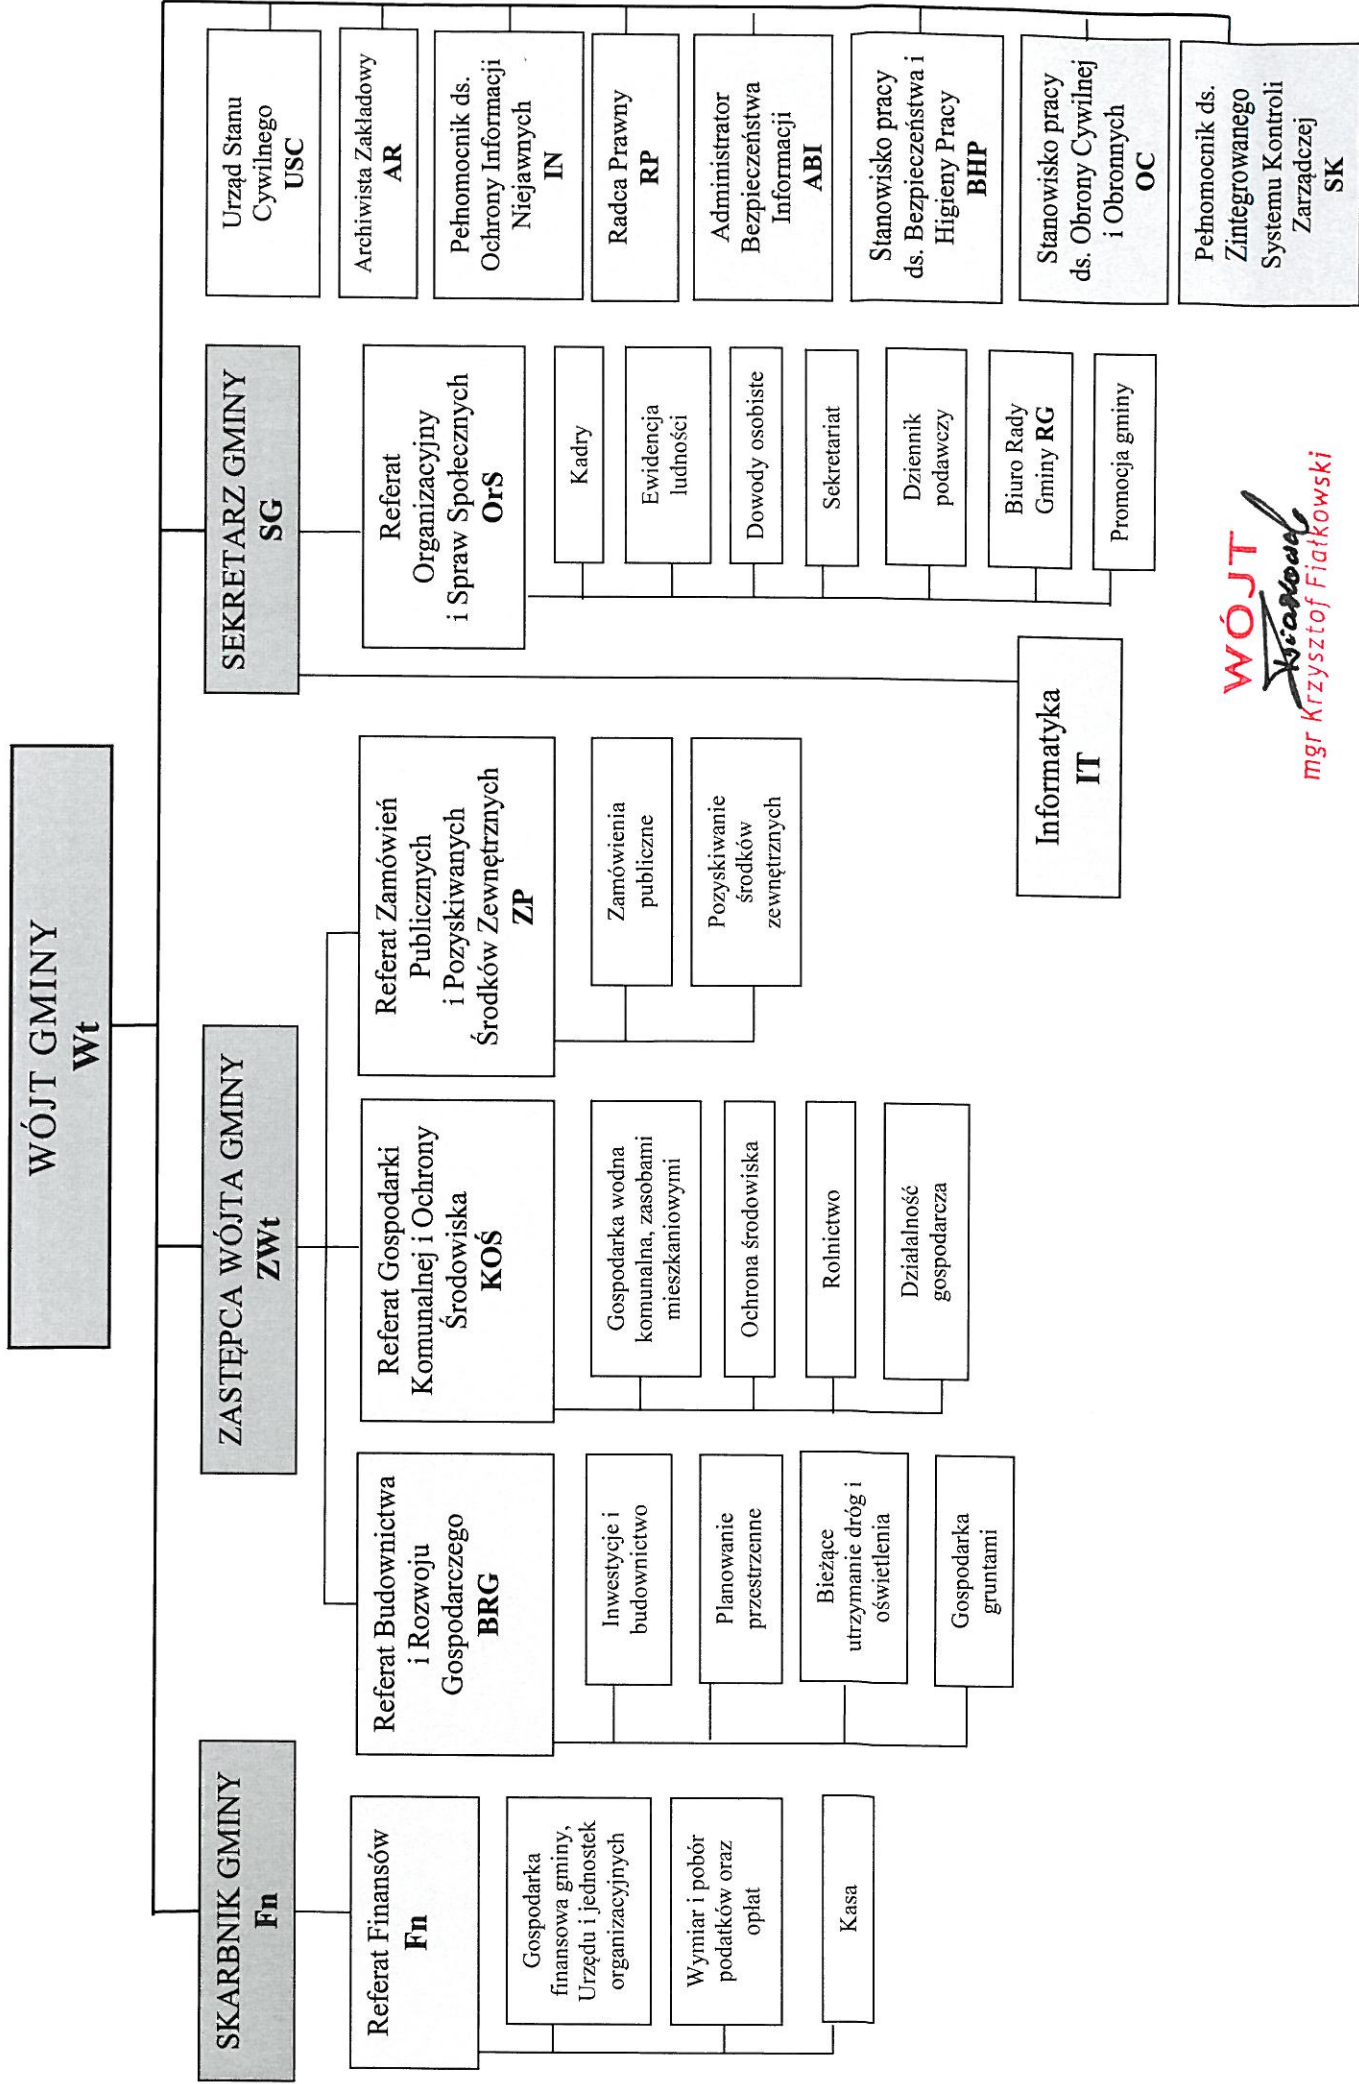 WÓJT GMINY
Wt
SKARBNIK GMINY
Fn
ZASTĘPCA WÓJTA GMINY
ZWt
SEKRETARZ GMINY
SG
Referat Finansów
Fn
Gospodarka
finansowa gminy,
Urzędu i jednostek
organizacyjnych
Wymiar i pobór
podatków oraz
opłat
Kasa
Referat Budownictwa
i Rozwoju
Gospodarczego
BRG
Inwestycje i
budownictwo
Planowanie
przestrzenne
Bieżące
utrzymanie dróg i
oświetlenia
Gospodarka
gruntami
Referat Gospodarki
Komunalnej i Ochrony
Środowiska
KOŚ
Gospodarka wodna
komunalna, zasobami
mieszkaniowymi
Ochrona środowiska
Rolnictwo
Działalność
gospodarcza
Referat Zamówień
Publicznych
i Pozyskiwanych
Środków Zewnętrznych
ZP
Zamówienia
publiczne
Pozyskiwanie
środków
zewnętrznych
Referat
Organizacyjny
i Spraw Społecznych
OrS
Kadry
Ewidencja
ludności
Dowody osobiste
Sekretariat
Dziennik
podawczy
Biuro Rady
Gminy RG
Promocja gminy
Informatyka
IT
Urząd Stanu
Cywilnego
USC
Archiwista Zakładowy
AR
Pełnomocnik ds.
Ochrony Informacji
Niejawnych
IN
Radca Prawny
RP
Administrator
Bezpieczeństwa
Informacji
ABI
Stanowisko pracy
ds. Bezpieczeństwa i
Higieny Pracy
BHP
Stanowisko pracy
ds. Obrony Cywilnej
i Obronnych
OC
Pełnomocnik ds.
Zintegrowanego
Systemu Kontroli
Zarządczej
SK
WÓJT
mgr Krzysztof Fiałkowski